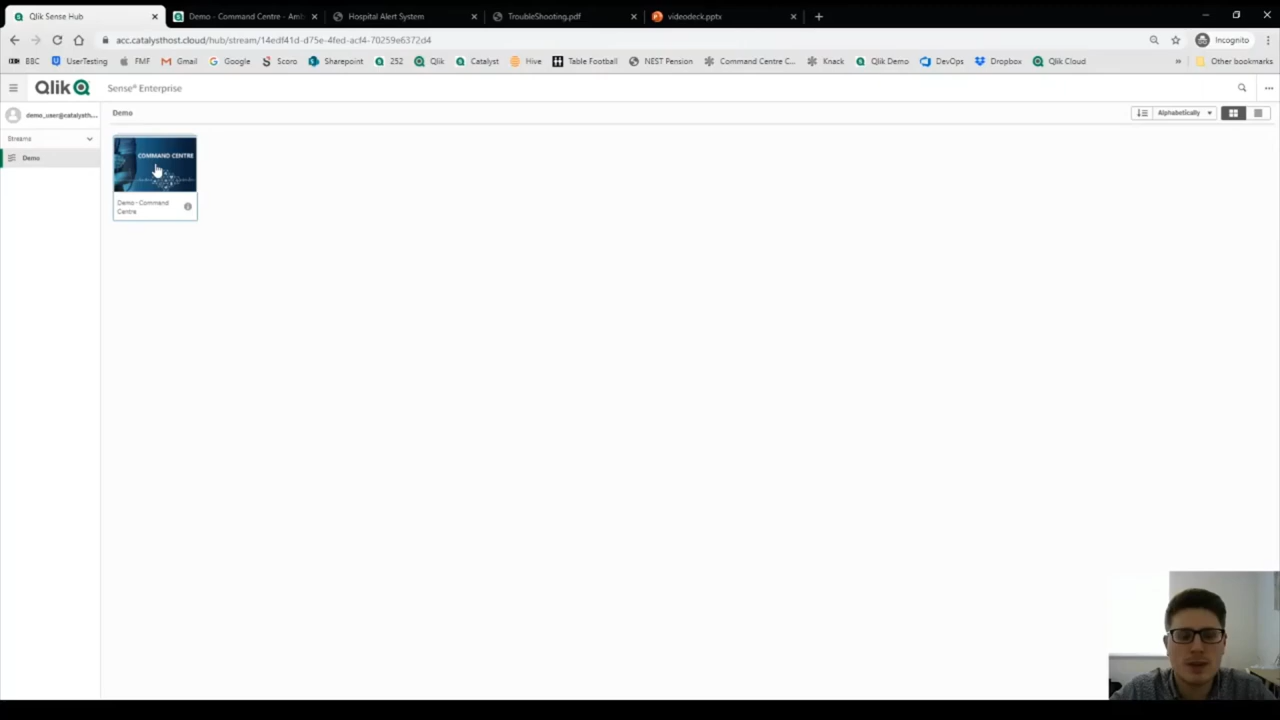 Qlik Sense Hub
Demo - Command Centre - Amb
Hospital Alert System
TroubleShooting.pdf
videodeck.pptx
acc.catalysthost.cloud/hub/stream/14edf41d-d75e-4fed-acf4-70259e6372d4
Incognito
BBC UserTesting FMF Gmail Google Scoro Sharepoint 252 Qlik Catalyst Hive Table Football NEST Pension Command Centre C... Knack Qlik Demo DevOps Dropbox Qlik Cloud » Other bookmarks
Qlik Sense® Enterprise
demo_user@catalysth...
Demo
Alphabetically
Streams
Demo
COMMAND CENTRE
Demo - Command
Centre